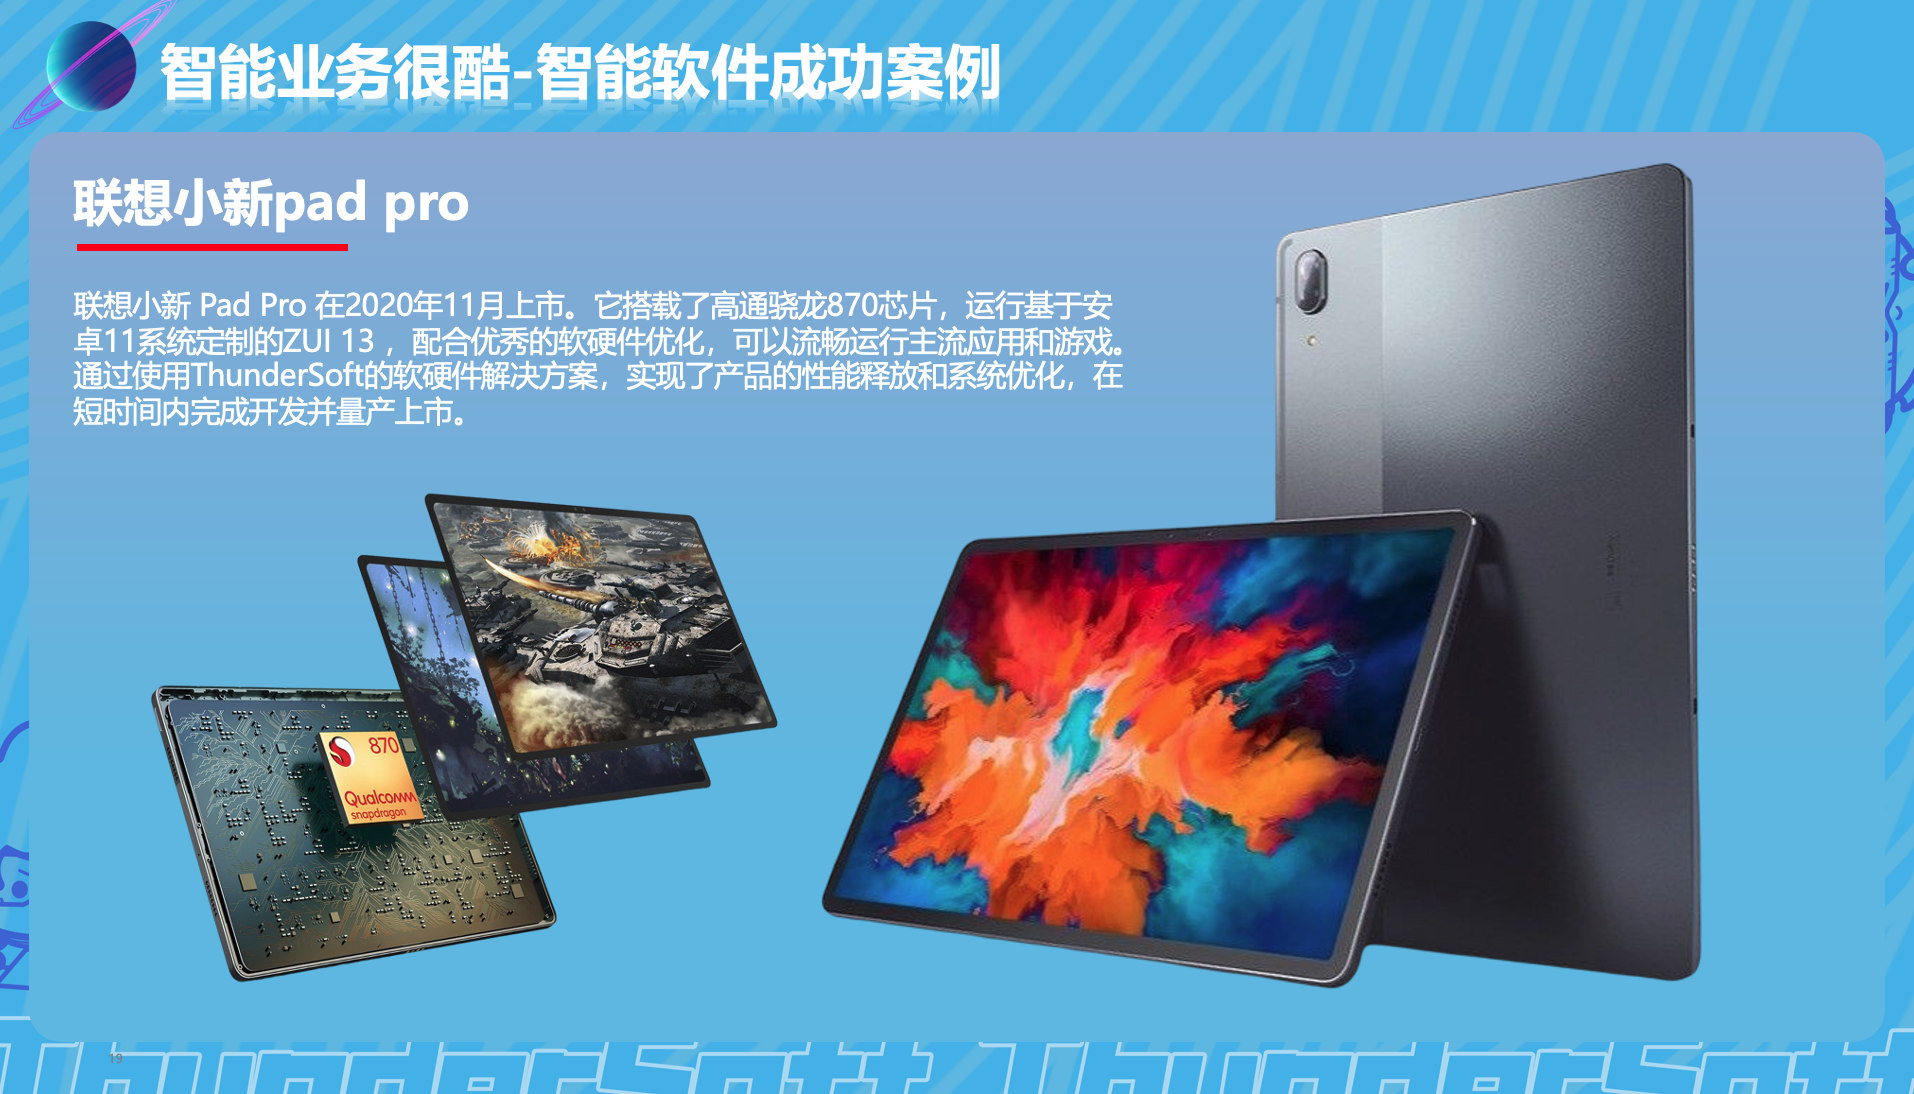 智能业务很酷-智能软件成功案例
联想小新pad pro
联想小新 Pad Pro 在2020年11月上市。它搭载了高通骁龙870芯片，运行基于安
卓11系统定制的ZUI 13 ，配合优秀的软硬件优化，可以流畅运行主流应用和游戏。
通过使用ThunderSoft的软硬件解决方案，实现了产品的性能释放和系统优化，在
短时间内完成开发并量产上市。
870
Qualcomm
snapdragon
19
ThunderSoft ThunderSoft